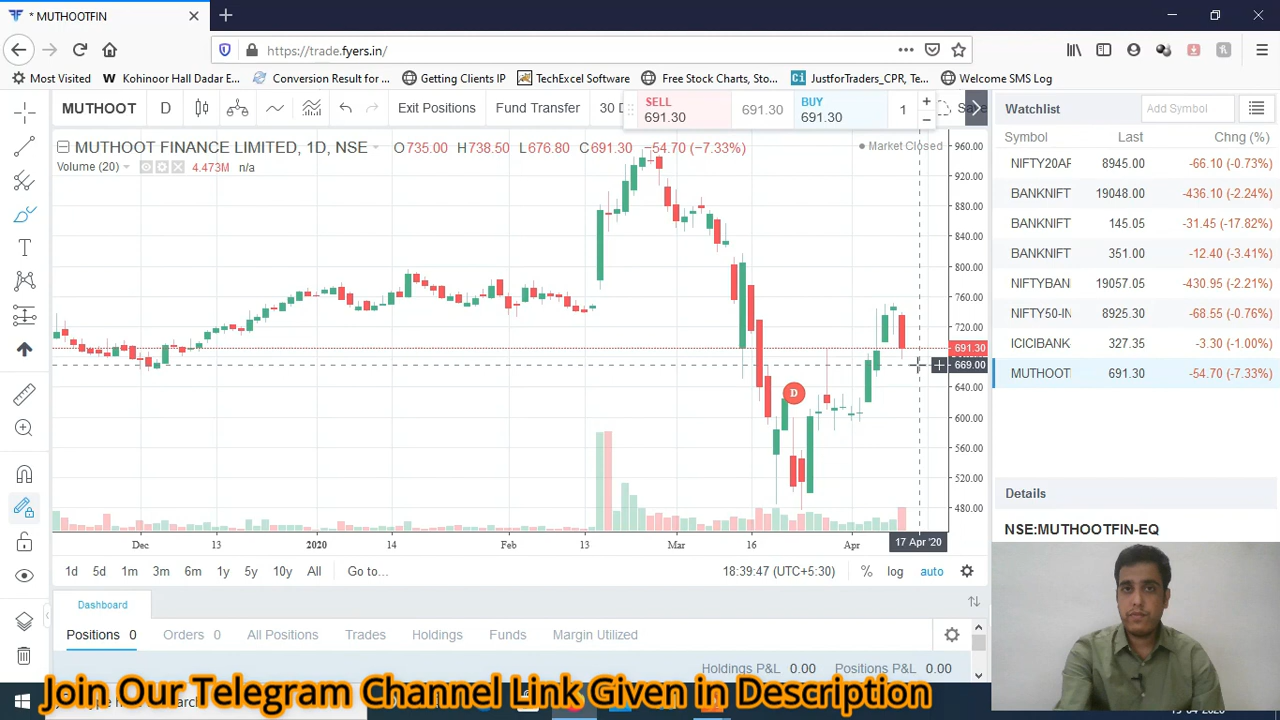 * MUTHOOTFIN
https://trade.fyers.in/
Most Visited
Kohinoor Hall Dadar E...
Conversion Result for ...
Getting Clients IP
TechExcel Software
Free Stock Charts, Sto...
JustforTraders_CPR, Te...
Welcome SMS Log
MUTHOOT D Exit Positions Fund Transfer 30 D
SELL 691.30 691.30 BUY 691.30 1
MUTHOOT FINANCE LIMITED, 1D, NSE O735.00 H738.50 L676.80 C691.30 −54.70 (−7.33%)
Market Closed
Volume (20) 4.473M n/a
960.00
920.00
880.00
840.00
800.00
760.00
720.00
691.30
669.00
640.00
600.00
560.00
520.00
480.00
D
Dec 13 2020 14 Feb 13 Mar 16 Apr 17 Apr '20
1d 5d 1m 3m 6m 1y 5y 10y All Go to... 18:39:47 (UTC+5:30) % log auto
Dashboard
Positions 0 Orders 0 All Positions Trades Holdings Funds Margin Utilized
Holdings P&L 0.00 Positions P&L 0.00
Watchlist Add Symbol
Symbol Last Chng (%)
NIFTY20AF 8945.00 -66.10 (-0.73%)
BANKNIFT 19048.00 -436.10 (-2.24%)
BANKNIFT 145.05 -31.45 (-17.82%)
BANKNIFT 351.00 -12.40 (-3.41%)
NIFTYBAN 19057.05 -430.95 (-2.21%)
NIFTY50-IN 8925.30 -68.55 (-0.76%)
ICICIBANK 327.35 -3.30 (-1.00%)
MUTHOOT 691.30 -54.70 (-7.33%)
Details
NSE:MUTHOOTFIN-EQ
Join Our Telegram Channel Link Given in Description